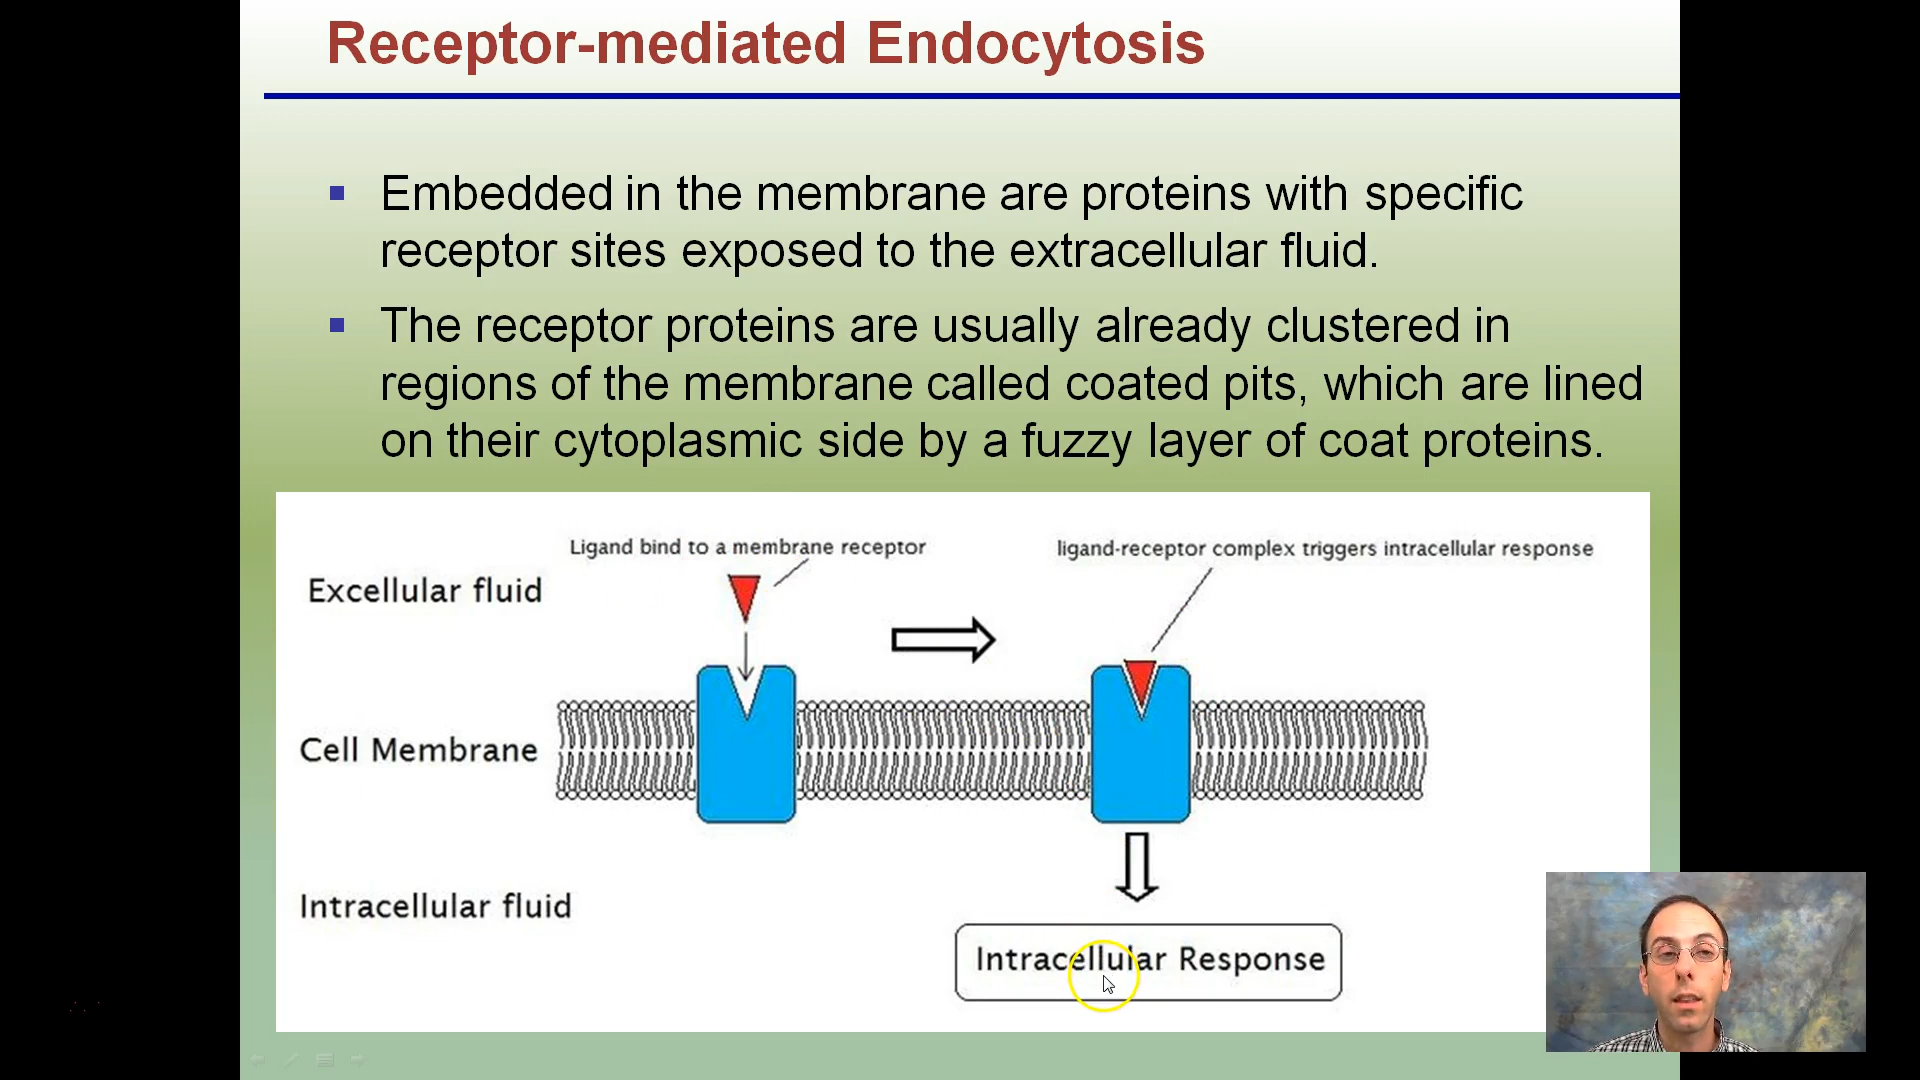 Receptor-mediated Endocytosis
Embedded in the membrane are proteins with specific
receptor sites exposed to the extracellular fluid.
The receptor proteins are usually already clustered in
regions of the membrane called coated pits, which are lined
on their cytoplasmic side by a fuzzy layer of coat proteins.
Ligand bind to a membrane receptor
ligand-receptor complex triggers intracellular response
Excellular fluid
Cell Membrane
Intracellular fluid
Intracellular Response